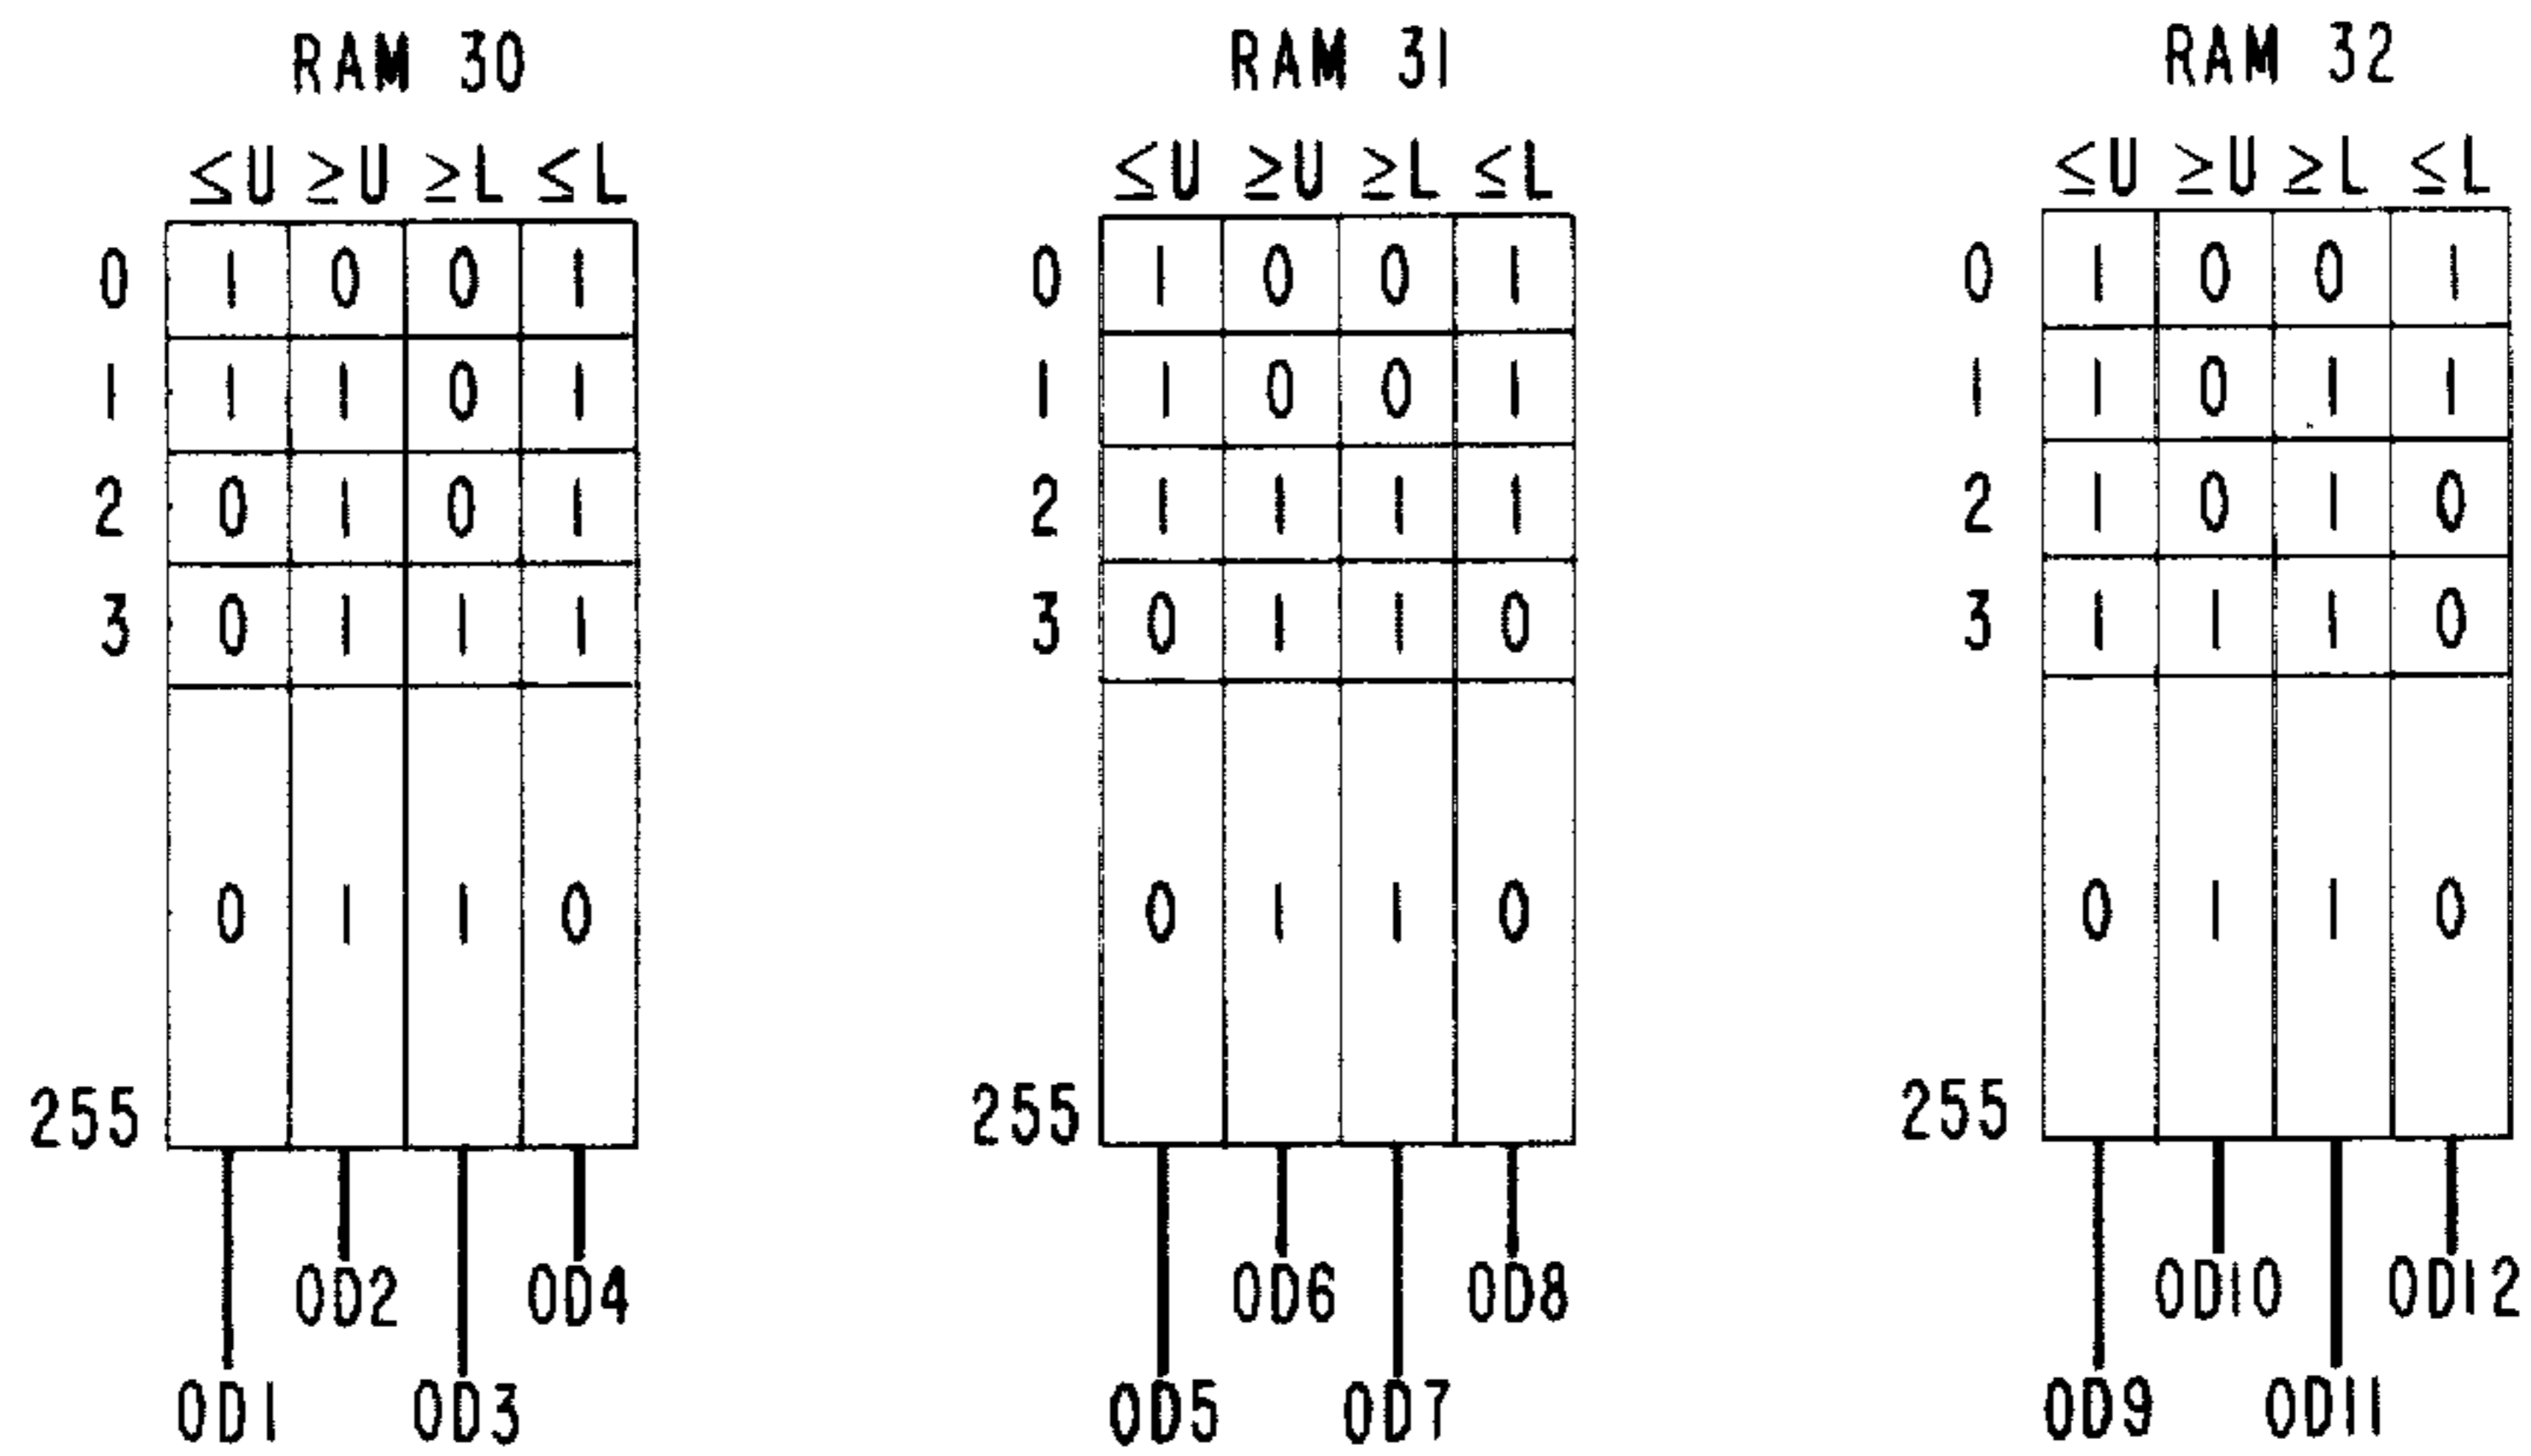 RAM 30 RAM 31 RAM 32
≤U ≥U ≥L ≤L ≤U ≥U ≥L ≤L ≤U ≥U ≥L ≤L
0 1 0 0 1 0 1 0 0 1 0 1 0 0 1
1 1 1 0 1 1 1 0 0 1 1 1 0 1 1
2 0 1 0 1 2 1 1 1 1 2 1 0 1 0
3 0 1 1 1 3 0 1 1 0 3 1 1 1 0
0 1 1 0 0 1 1 0 0 1 1 0
255 255 255
OD2 OD4 OD6 OD8 OD10 OD12
OD1 OD3 OD5 OD7 OD9 OD11